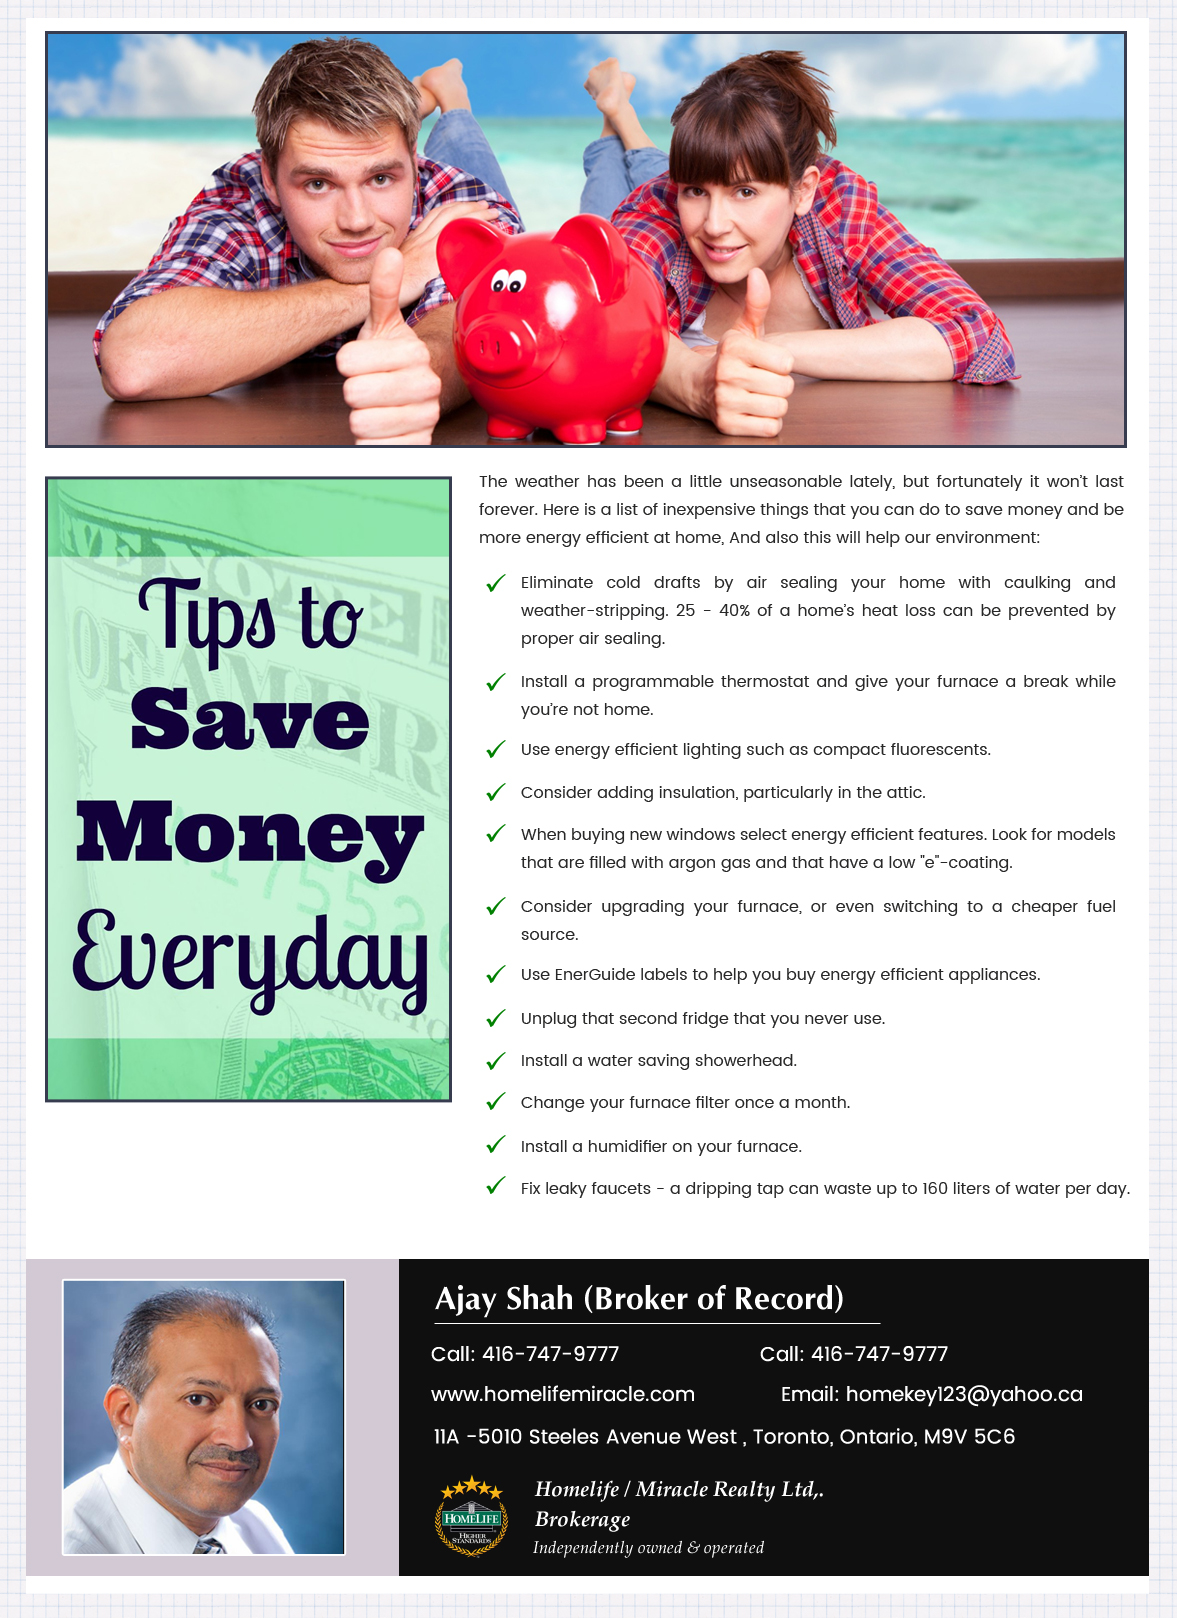 Tips to
Save
Money
Everyday
The weather has been a little unseasonable lately, but fortunately it won't last
forever. Here is a list of inexpensive things that you can do to save money and be
more energy efficient at home, And also this will help our environment:
Eliminate cold drafts by air sealing your home with caulking and
weather-stripping. 25 - 40% of a home's heat loss can be prevented by
proper air sealing.
Install a programmable thermostat and give your furnace a break while
you're not home.
Use energy efficient lighting such as compact fluorescents.
Consider adding insulation, particularly in the attic.
When buying new windows select energy efficient features. Look for models
that are filled with argon gas and that have a low "e"-coating.
Consider upgrading your furnace, or even switching to a cheaper fuel
source.
Use EnerGuide labels to help you buy energy efficient appliances.
Unplug that second fridge that you never use.
Install a water saving showerhead.
Change your furnace filter once a month.
Install a humidifier on your furnace.
Fix leaky faucets - a dripping tap can waste up to 160 liters of water per day.
Ajay Shah (Broker of Record)
Call: 416-747-9777 Call: 416-747-9777
www.homelifemiracle.com Email: homekey123@yahoo.ca
11A -5010 Steeles Avenue West , Toronto, Ontario, M9V 5C6
HOMELIFE
HIGHER
STANDARDS
Homelife / Miracle Realty Ltd,.
Brokerage
Independently owned & operated